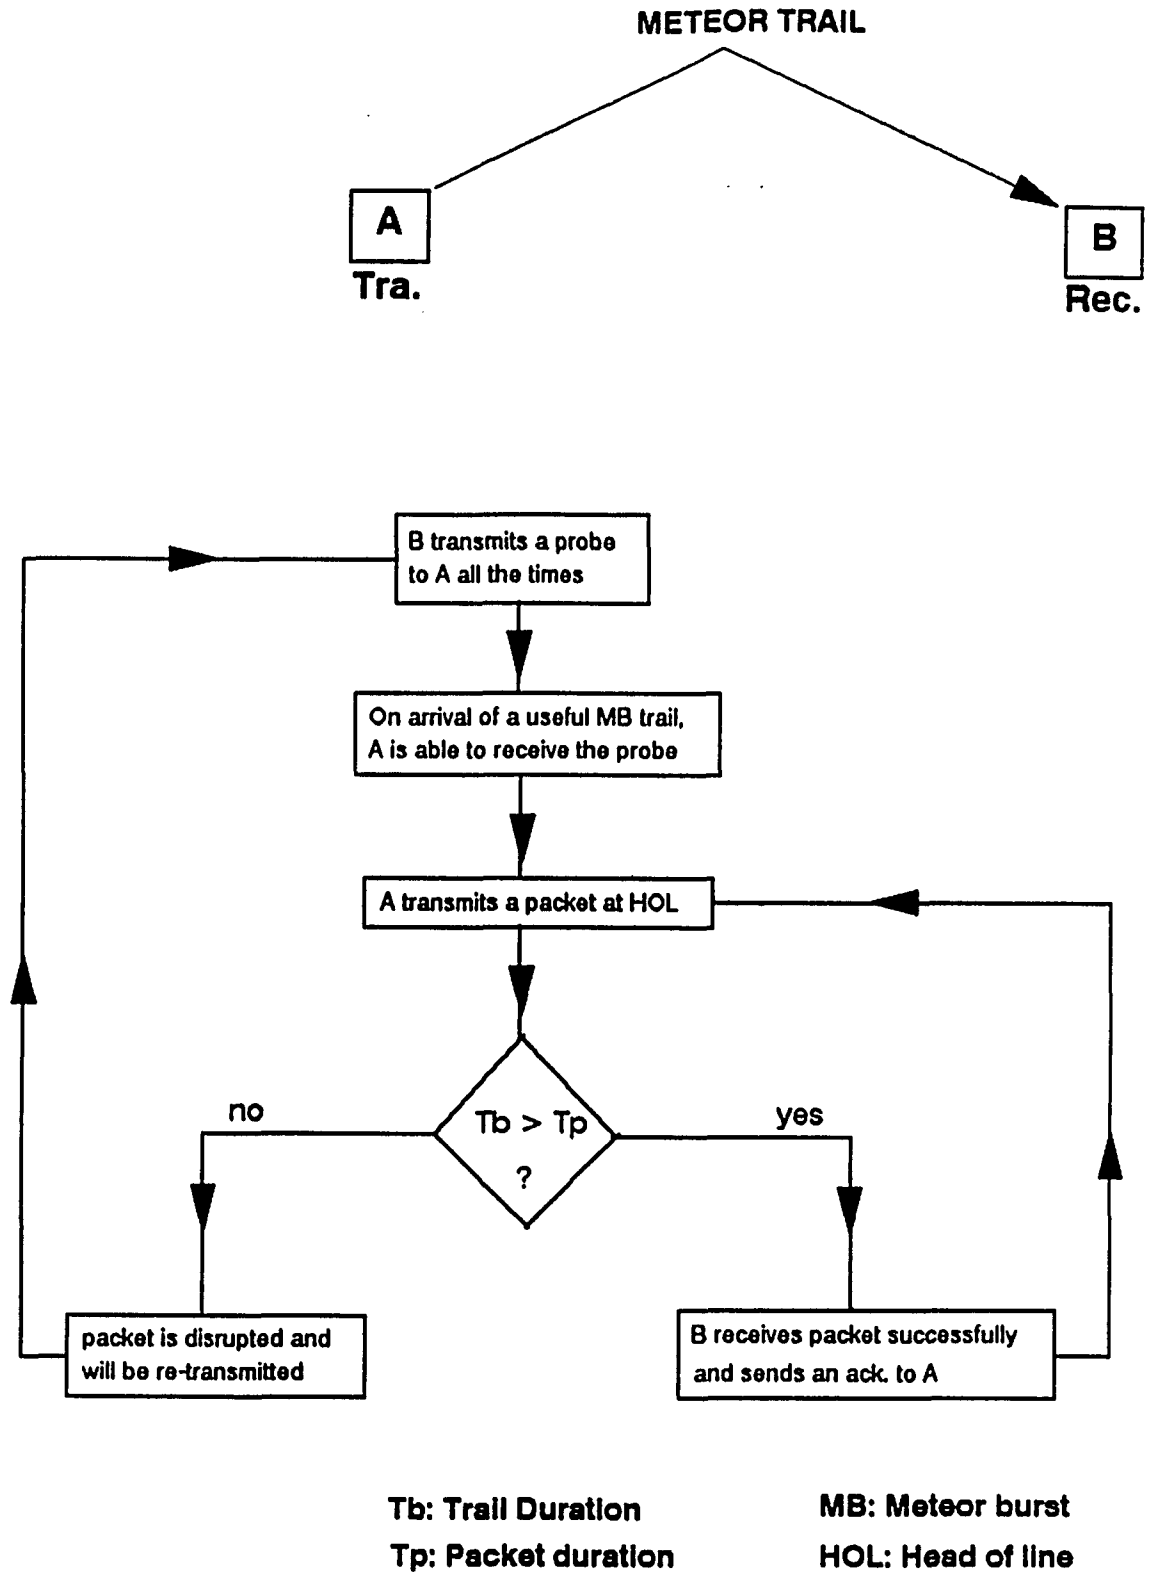 METEOR TRAIL
A
Tra.
B
Rec.
B transmits a probe
to A all the times
On arrival of a useful MB trail,
A is able to receive the probe
A transmits a packet at HOL
Tb > Tp
?
no
yes
packet is disrupted and
will be re-transmitted
B receives packet successfully
and sends an ack. to A
Tb: Trail Duration
Tp: Packet duration
MB: Meteor burst
HOL: Head of line